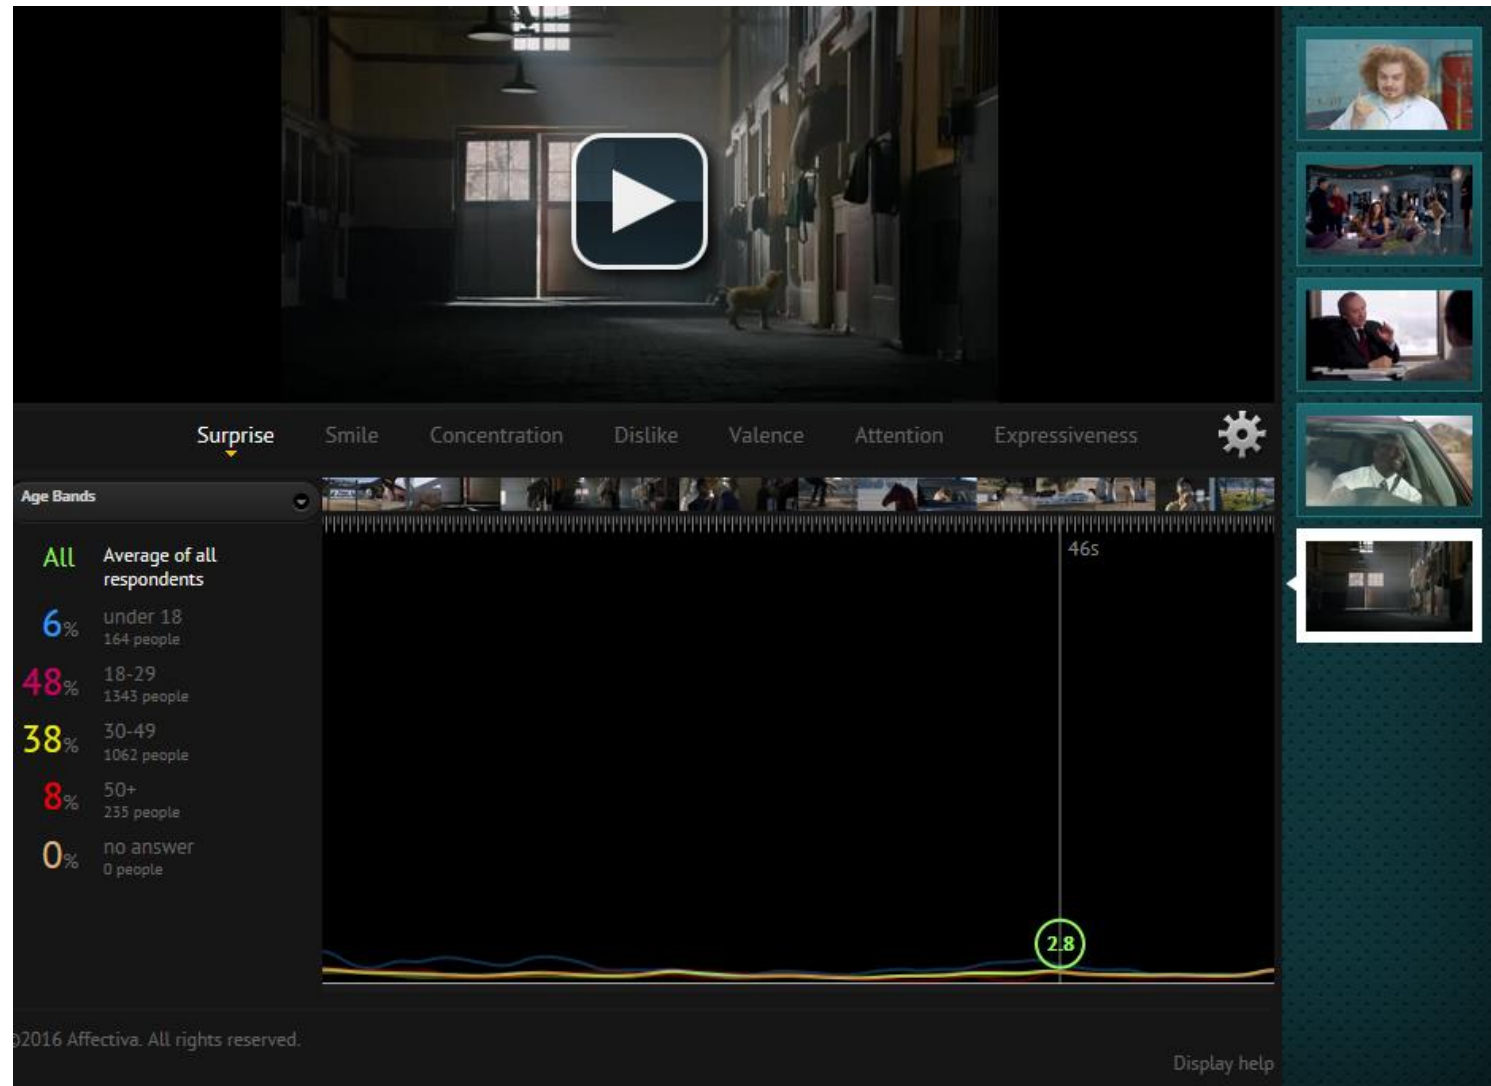 Surprise Smile Concentration Dislike Valence Attention Expressiveness
Age Bands
46s
All Average of all
respondents
6% under 18
164 people
48% 18-29
1343 people
38% 30-49
1062 people
8% 50+
235 people
0% no answer
0 people
2.8
©2016 Affectiva. All rights reserved.
Display help